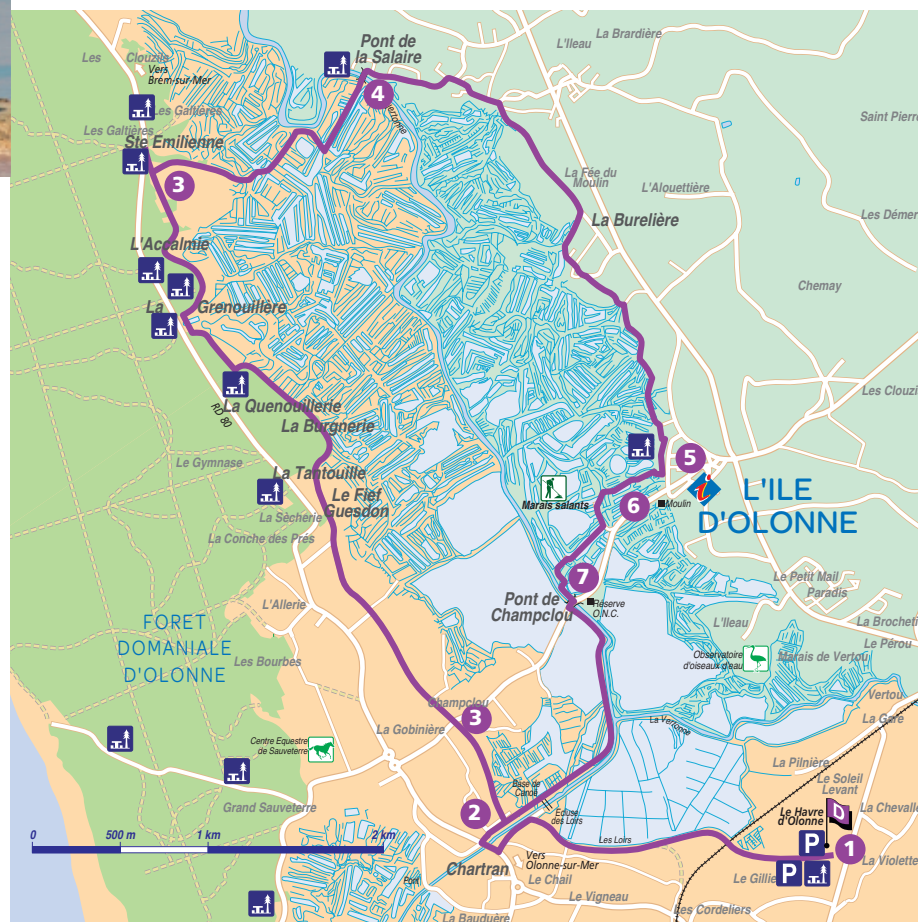 Pont de
la Salaire
La Brardière
L'Ileau
Les Clouzils
Vers
Brem-sur-Mer
Les Galtières
Les Galtières
4
Ste Emilienne
Saint Pierre
3
La Fée du
Moulin
L'Alouettière
La Burelière
Les Démer
L'Accalmie
Chemay
La Grenouillère
Les Clouzi
RD 80
La Quenouillerie
La Burgnerie
Le Gymnase
La Tantouille
Le Fief
Guesdon
La Sècherie
La Conche des Prés
5
Marais salants
6
Moulin
L'ILE
D'OLONNE
7
Pont de
Champclou
Réserve
O.N.C.
Le Petit Mail
Paradis
L'Ileau
La Brocheti
Le Pérou
L'Allerie
FORET
DOMANIALE
D'OLONNE
Les Bourbes
Observatoire
d'oiseaux d'eau
Marais de Vertou
Vertou
La Gare
Champclou
3
La Gobinière
La Vertonne
Centre Equestre
de Sauveterre
La Pilnière
Le Soleil
Levant
Base de
Canoë
Grand Sauveterre
2
Ecluse
des Loirs
Le Havre
d'Olonne
D
La Chevalle
0 500 m 1 km 2 km
Les Loirs
P
1
Chartran
Vers
Olonne-sur-Mer
La Violette
Le Gillie
P
Le Chail
Le Vigneau
Les Cordeliers
La Bauduère